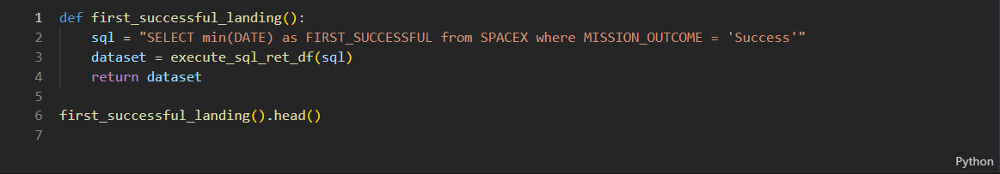 1 def first_successful_landing():
2     sql = "SELECT min(DATE) as FIRST_SUCCESSFUL from SPACEX where MISSION_OUTCOME = 'Success'"
3     dataset = execute_sql_ret_df(sql)
4     return dataset
5
6 first_successful_landing().head()
7
Python